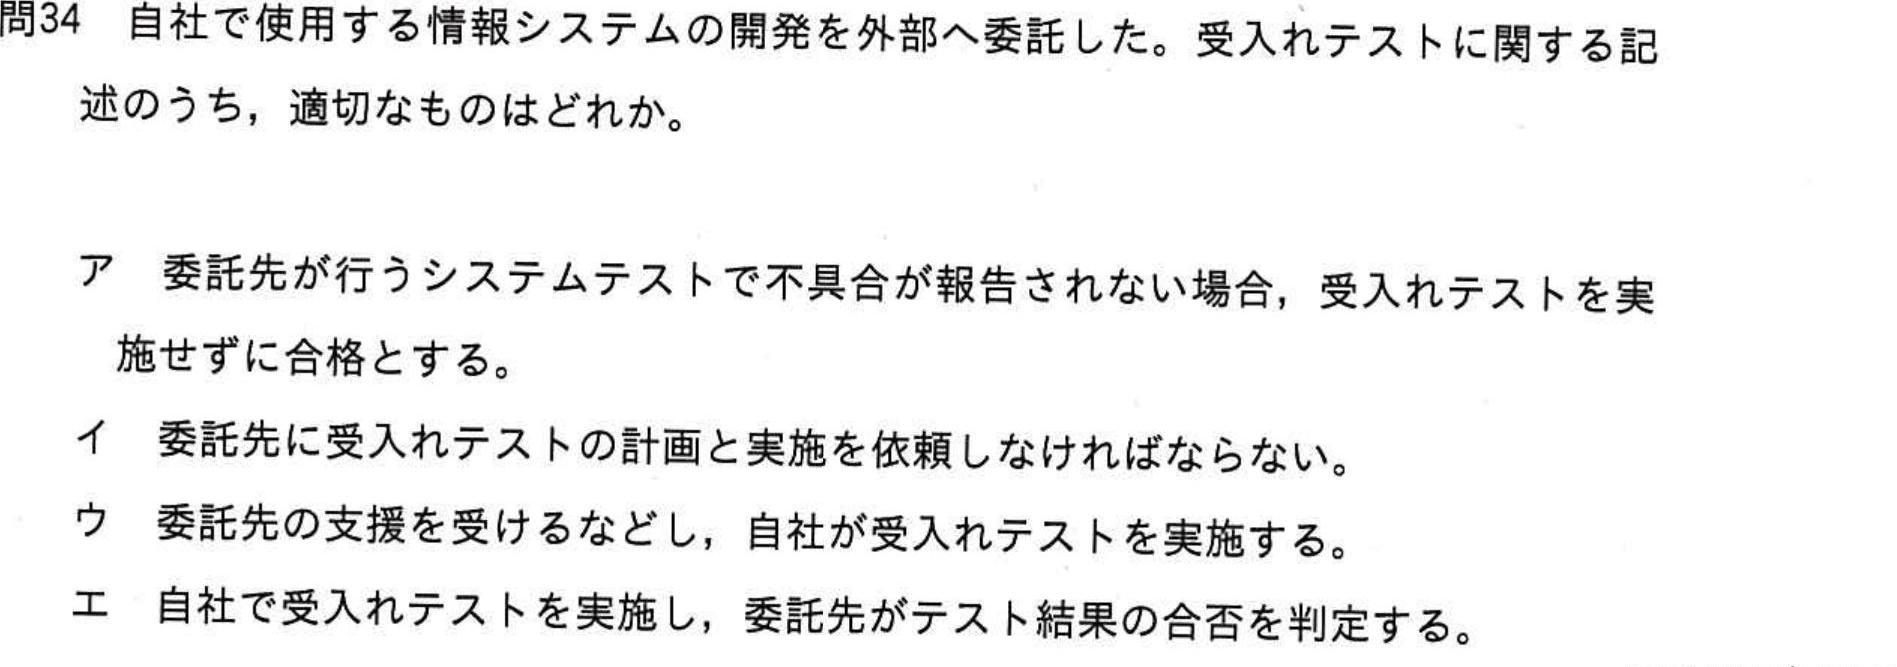 問34　自社で使用する情報システムの開発を外部へ委託した。受入れテストに関する記
述のうち，適切なものはどれか。
ア　委託先が行うシステムテストで不具合が報告されない場合，受入れテストを実
施せずに合格とする。
イ　委託先に受入れテストの計画と実施を依頼しなければならない。
ウ　委託先の支援を受けるなどし，自社が受入れテストを実施する。
エ　自社で受入れテストを実施し，委託先がテスト結果の合否を判定する。